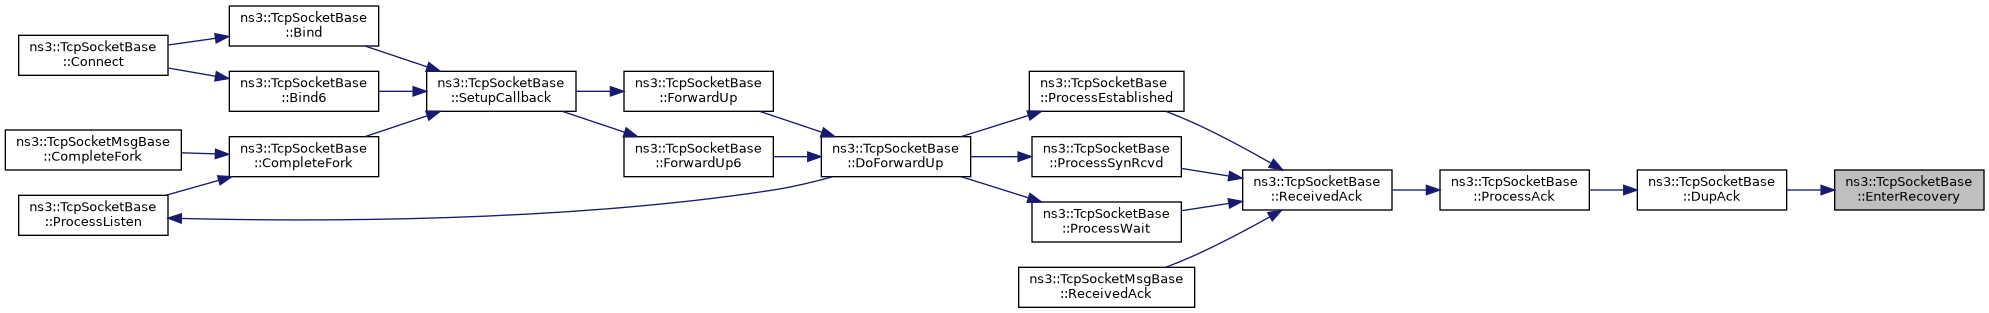 ns3::TcpSocketBase
::Connect
ns3::TcpSocketMsgBase
::CompleteFork
ns3::TcpSocketBase
::ProcessListen
ns3::TcpSocketBase
::Bind
ns3::TcpSocketBase
::Bind6
ns3::TcpSocketBase
::CompleteFork
ns3::TcpSocketBase
::SetupCallback
ns3::TcpSocketBase
::ForwardUp
ns3::TcpSocketBase
::ForwardUp6
ns3::TcpSocketBase
::DoForwardUp
ns3::TcpSocketBase
::ProcessEstablished
ns3::TcpSocketBase
::ProcessSynRcvd
ns3::TcpSocketBase
::ProcessWait
ns3::TcpSocketMsgBase
::ReceivedAck
ns3::TcpSocketBase
::ReceivedAck
ns3::TcpSocketBase
::ProcessAck
ns3::TcpSocketBase
::DupAck
ns3::TcpSocketBase
::EnterRecovery